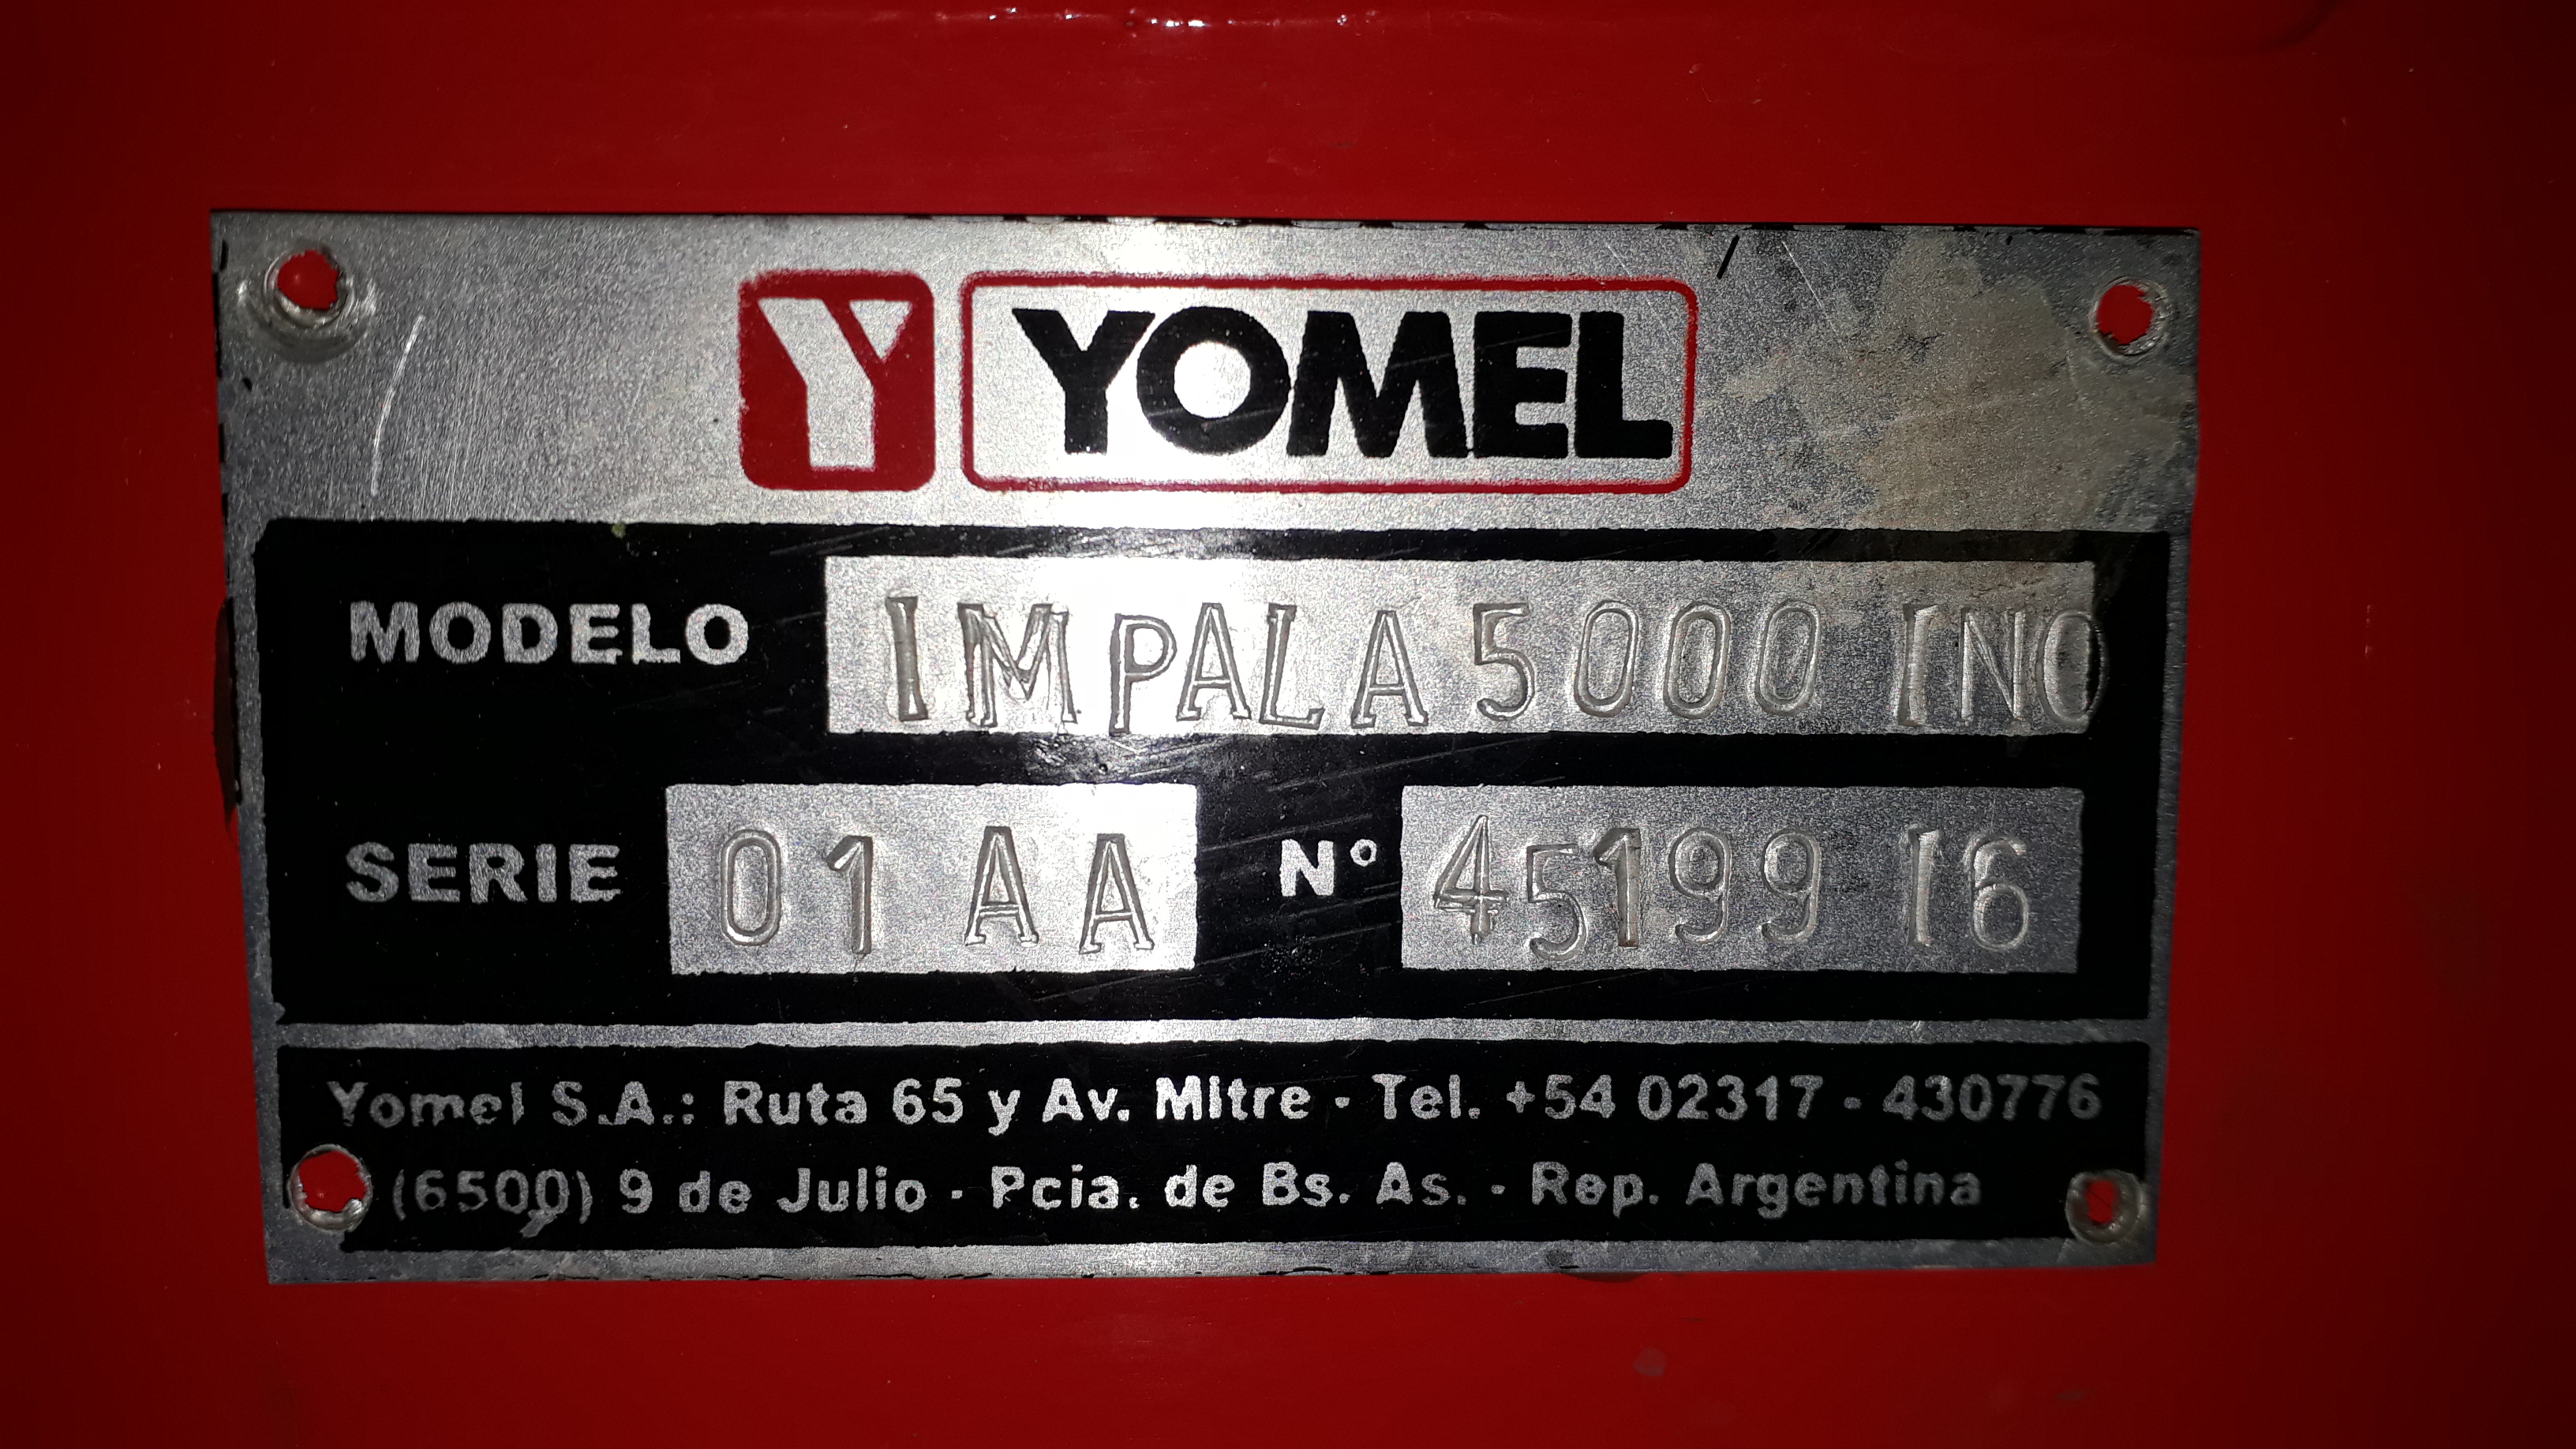 Y YOMEL
MODELO IMPALA 5000 INO
SERIE 01 AA Nº 45199 16
Yomel S.A.: Ruta 65 y Av. Mitre - Tel. +54 02317 - 430776
(6500) 9 de Julio - Pcia. de Bs. As. - Rep. Argentina